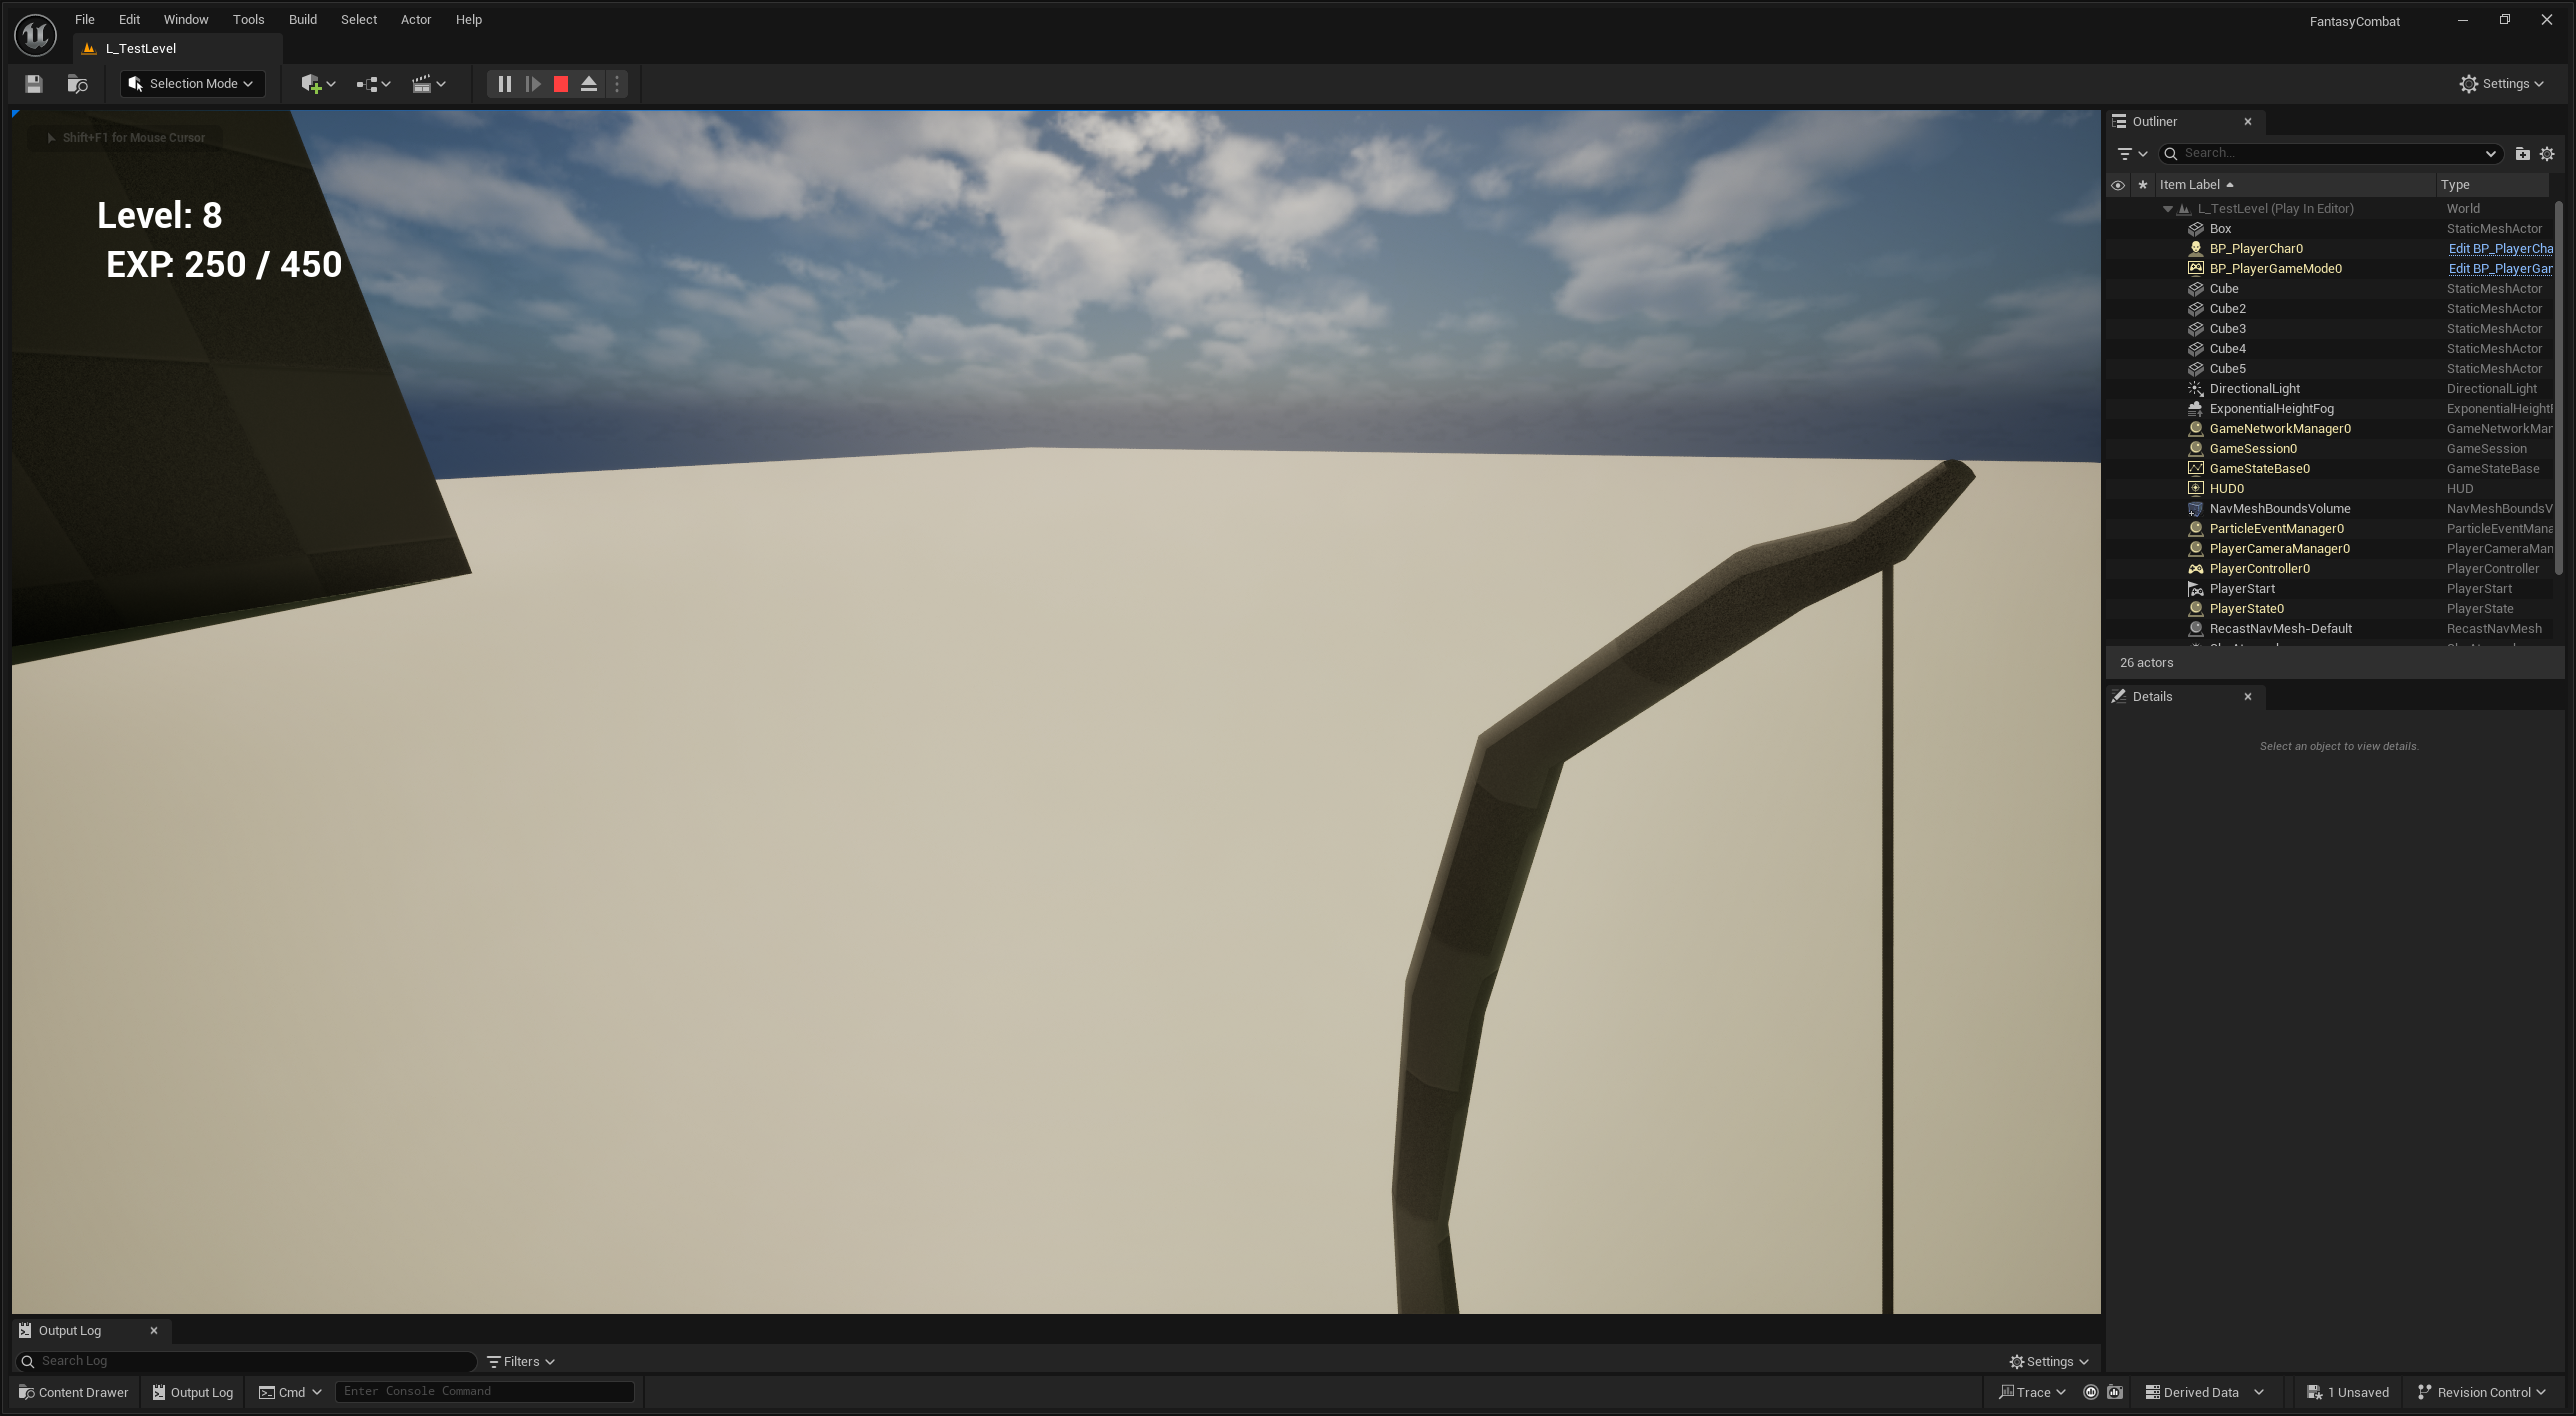 File Edit Window Tools Build Select Actor Help
FantasyCombat
L_TestLevel
Selection Mode
Settings
Shift+F1 for Mouse Cursor
Level: 8
EXP: 250 / 450
Outliner
Search...
Item Label Type
L_TestLevel (Play In Editor) World
Box StaticMeshActor
BP_PlayerChar0 Edit BP_PlayerCha
BP_PlayerGameMode0 Edit BP_PlayerGar
Cube StaticMeshActor
Cube2 StaticMeshActor
Cube3 StaticMeshActor
Cube4 StaticMeshActor
Cube5 StaticMeshActor
DirectionalLight DirectionalLight
ExponentialHeightFog ExponentialHeightF
GameNetworkManager0 GameNetworkMar
GameSession0 GameSession
GameStateBase0 GameStateBase
HUD0 HUD
NavMeshBoundsVolume NavMeshBoundsV
ParticleEventManager0 ParticleEventMana
PlayerCameraManager0 PlayerCameraMan
PlayerController0 PlayerController
PlayerStart PlayerStart
PlayerState0 PlayerState
RecastNavMesh-Default RecastNavMesh
26 actors
Details
Select an object to view details.
Output Log
Search Log
Filters
Settings
Content Drawer Output Log Cmd Enter Console Command Trace Derived Data 1 Unsaved Revision Control